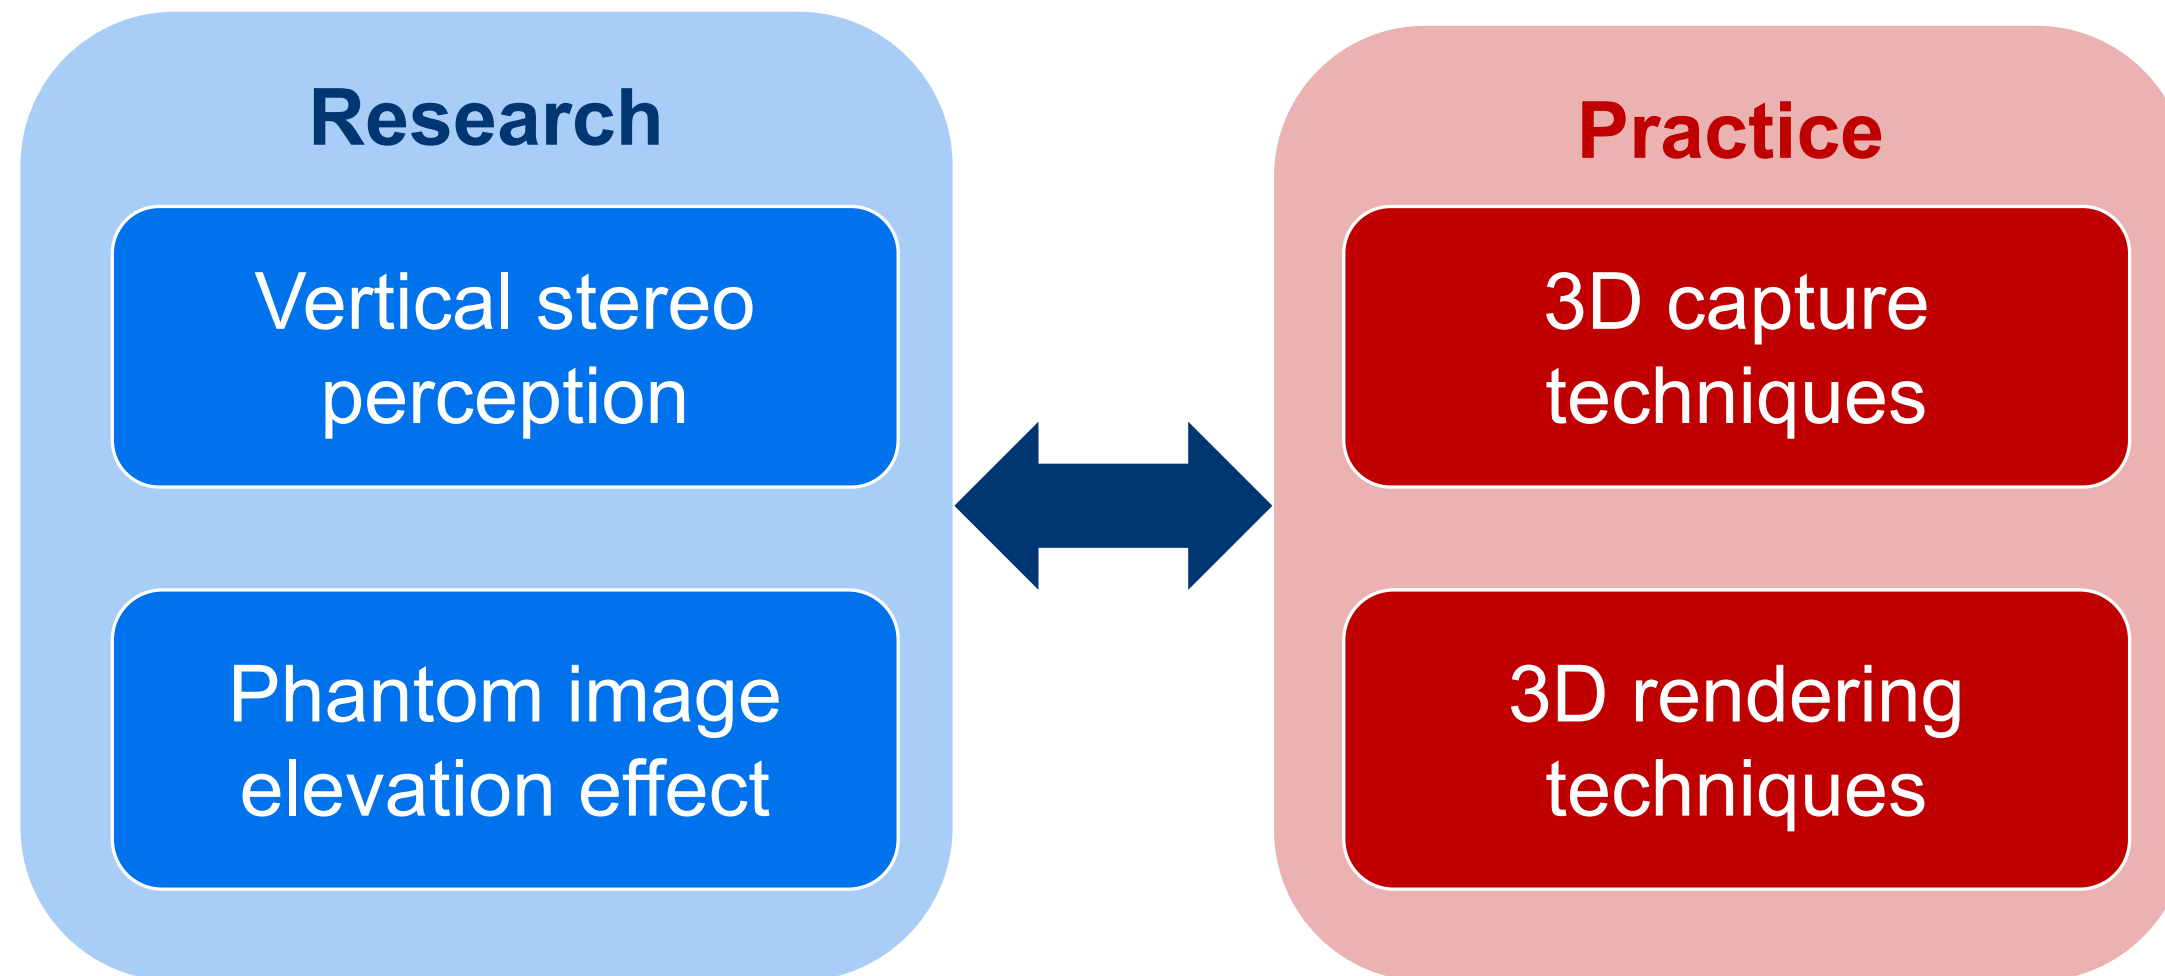 Research
Vertical stereo
perception
Phantom image
elevation effect
Practice
3D capture
techniques
3D rendering
techniques